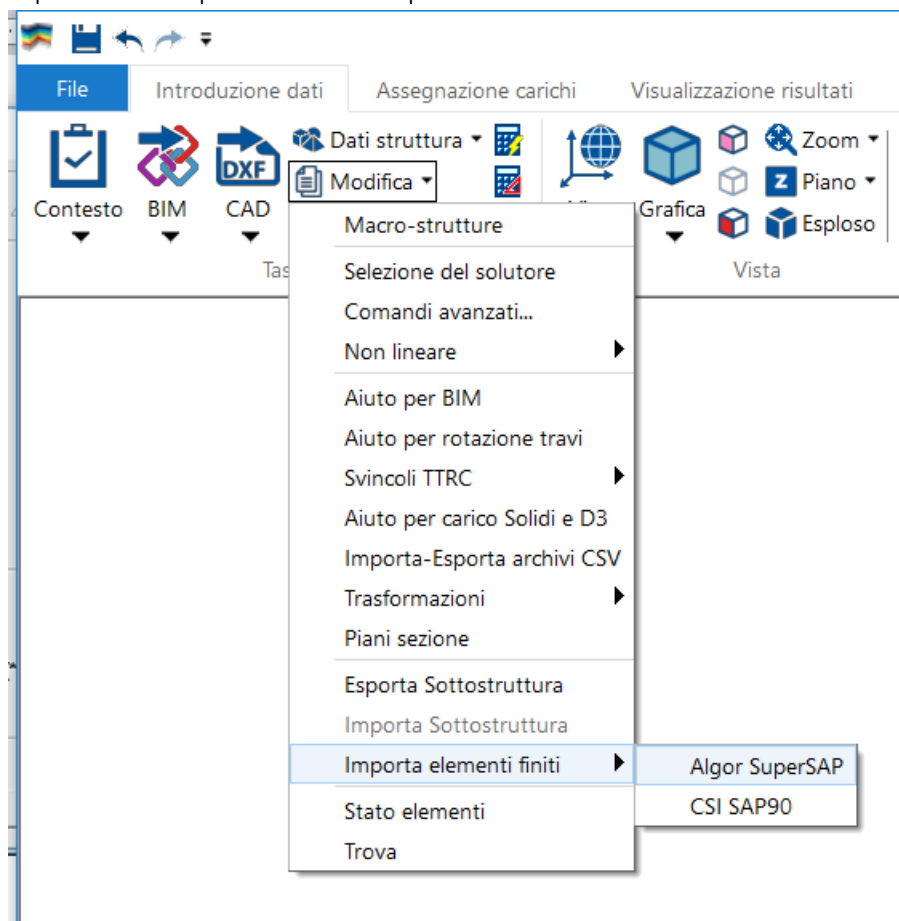 File Introduzione dati Assegnazione carichi Visualizzazione risultati
Contesto
BIM
DXF
CAD
Dati struttura
Modifica
Grafica
Zoom
Z Piano
Esploso
Vista
Macro-strutture
Selezione del solutore
Comandi avanzati...
Non lineare
Aiuto per BIM
Aiuto per rotazione travi
Svincoli TTRC
Aiuto per carico Solidi e D3
Importa-Esporta archivi CSV
Trasformazioni
Piani sezione
Esporta Sottostruttura
Importa Sottostruttura
Importa elementi finiti
Algor SuperSAP
CSI SAP90
Stato elementi
Trova